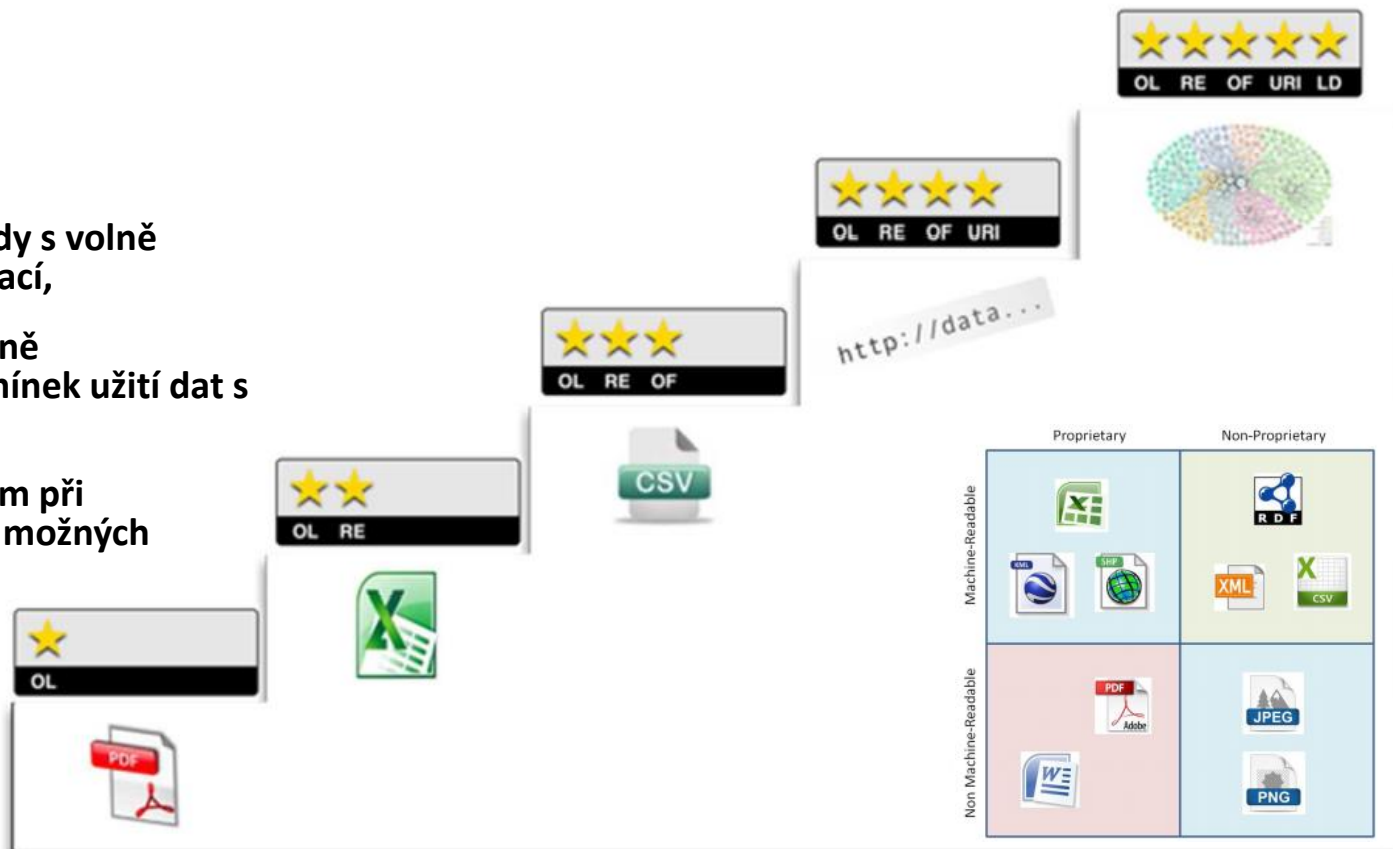 dy s volně
ací,
ně
mínek užití dat s
m při
možných
OL RE OF URI LD
OL RE OF URI
http://data...
OL RE OF
CSV
OL RE
X
OL
PDF
Proprietary Non-Proprietary
Machine-Readable
X
RDF
KML
SHP
XML
X
CSV
Non Machine-Readable
PDF
Adobe
JPEG
W
PNG